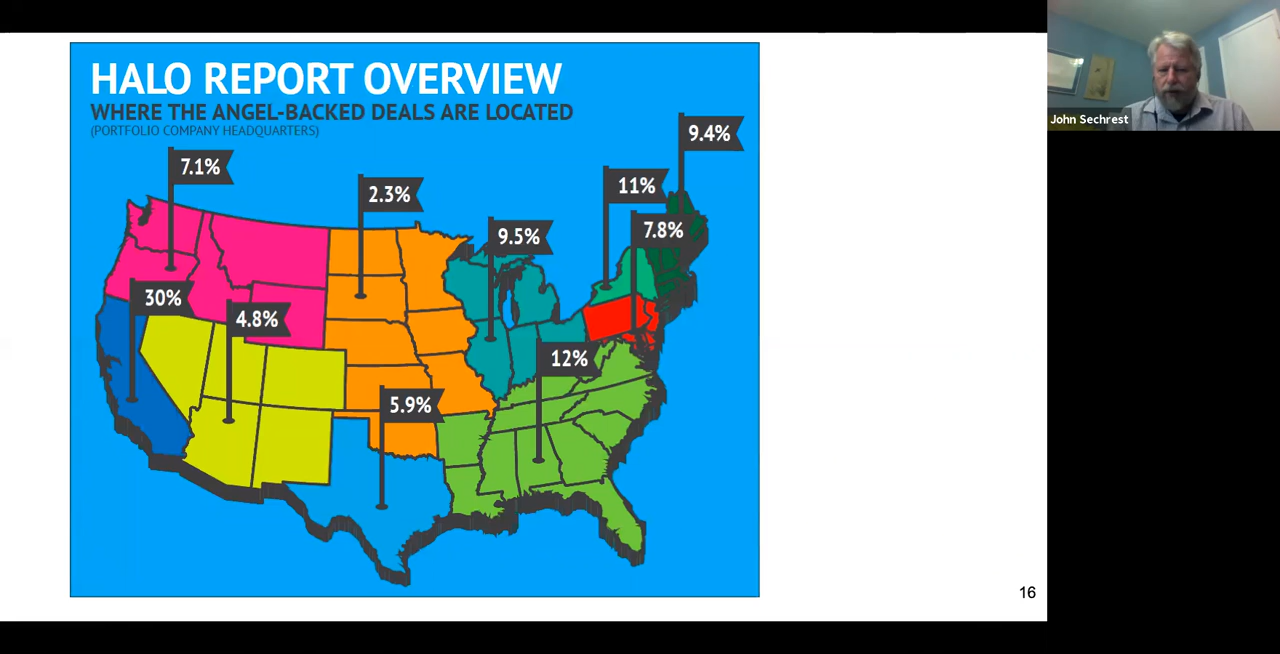 HALO REPORT OVERVIEW
WHERE THE ANGEL-BACKED DEALS ARE LOCATED
(PORTFOLIO COMPANY HEADQUARTERS)
John Sechrest
9.4%
7.1%
11%
2.3%
7.8%
9.5%
30%
4.8%
12%
5.9%
16